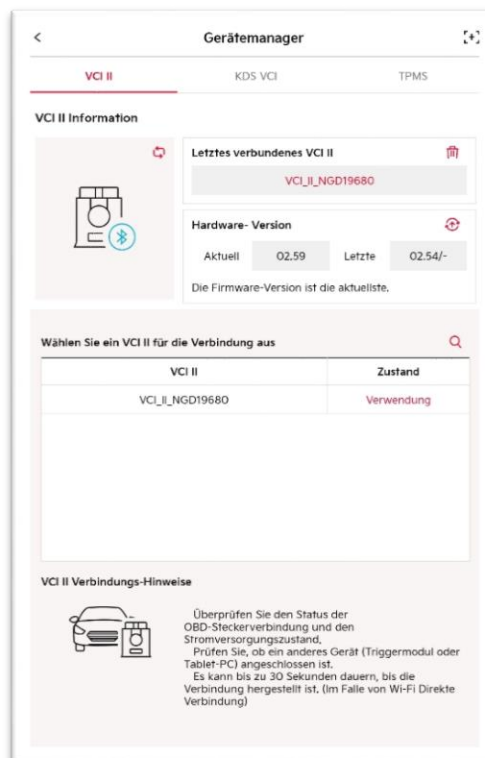 Gerätemanager
VCI II
KDS VCI
TPMS
VCI II Information
Letztes verbundenes VCI II
VCI_II_NGD19680
Hardware- Version
Aktuell 02.59 Letzte 02.54/-
Die Firmware-Version ist die aktuellste.
Wählen Sie ein VCI II für die Verbindung aus
VCI II Zustand
VCI_II_NGD19680 Verwendung
VCI II Verbindungs-Hinweise
Überprüfen Sie den Status der
OBD-Steckerverbindung und den
Stromversorgungszustand.
Prüfen Sie, ob ein anderes Gerät (Triggermodul oder
Tablet-PC) angeschlossen ist.
Es kann bis zu 30 Sekunden dauern, bis die
Verbindung hergestellt ist. (Im Falle von Wi-Fi Direkte
Verbindung)